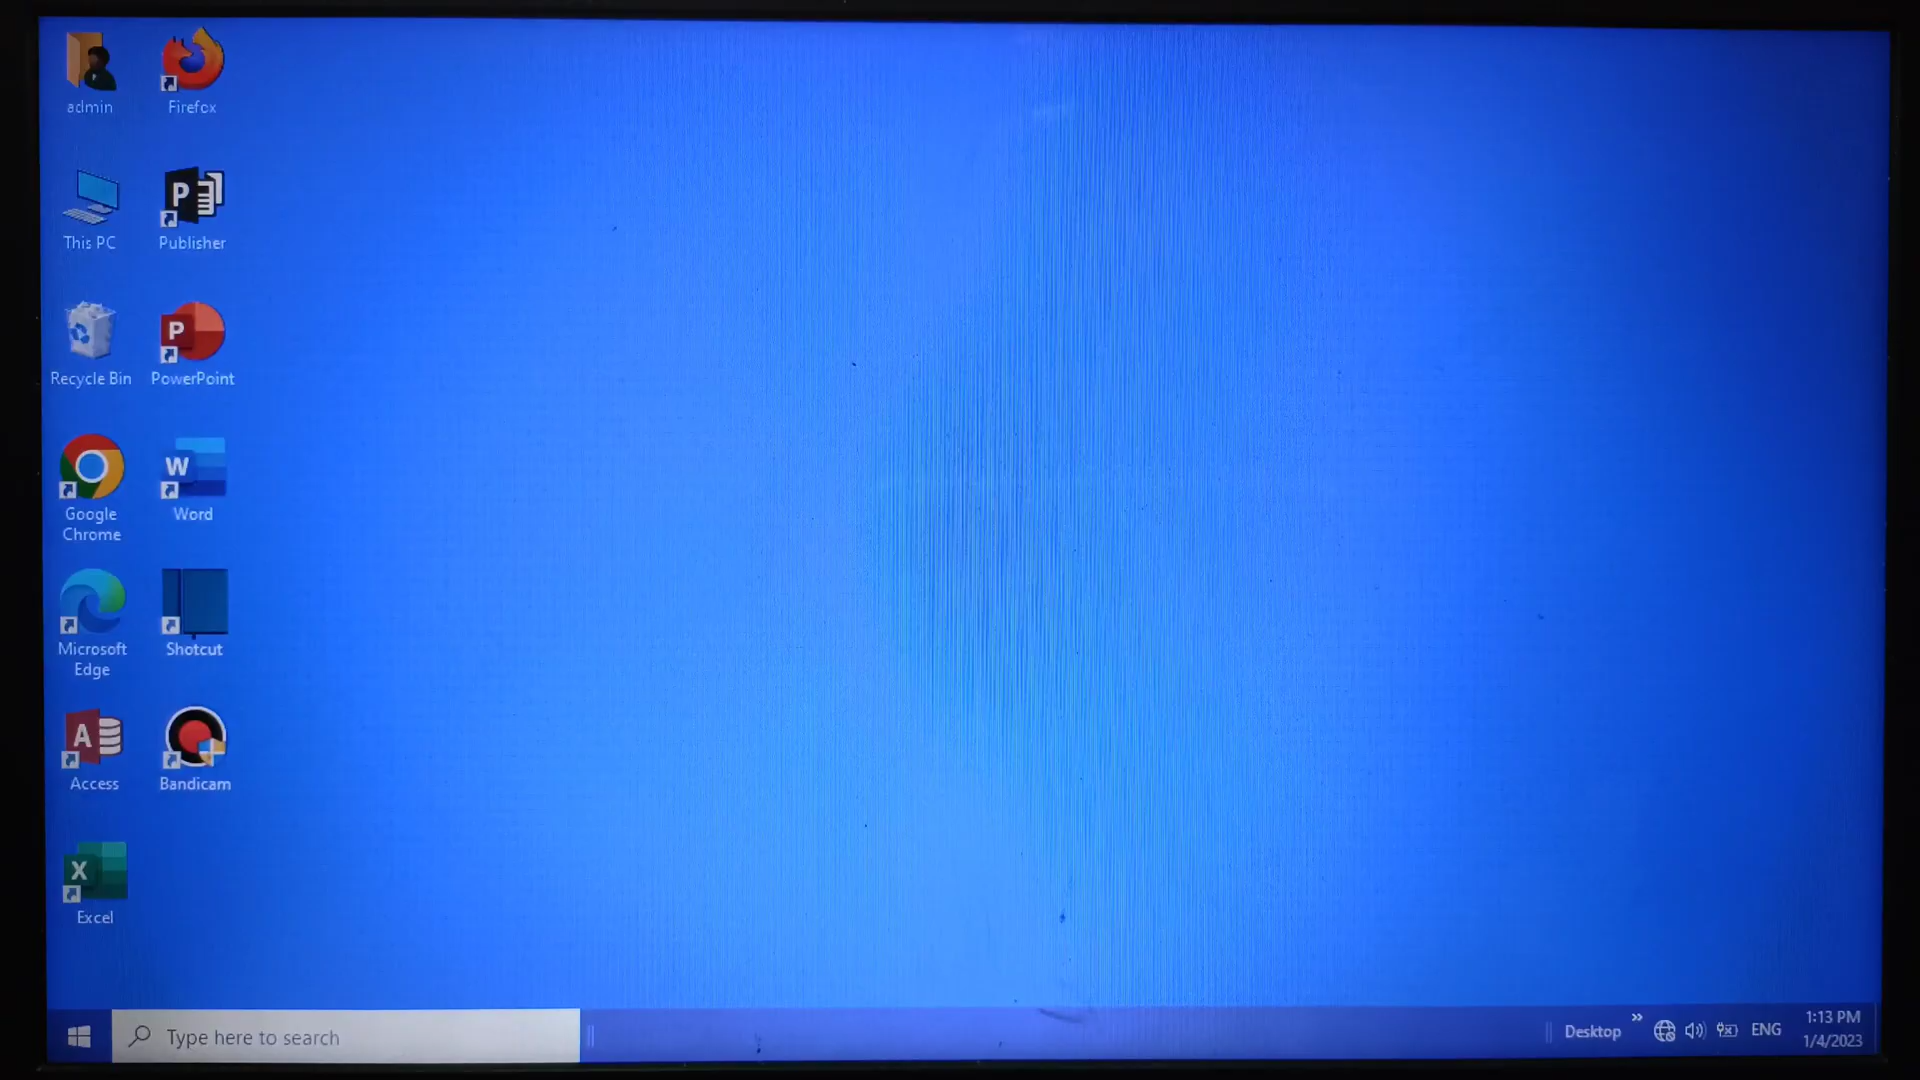 admin
Firefox
This PC
Publisher
Recycle Bin
PowerPoint
Google
Chrome
Word
Microsoft
Edge
Shotcut
Access
Bandicam
Excel
Type here to search
Desktop
ENG
1:13 PM
1/4/2023